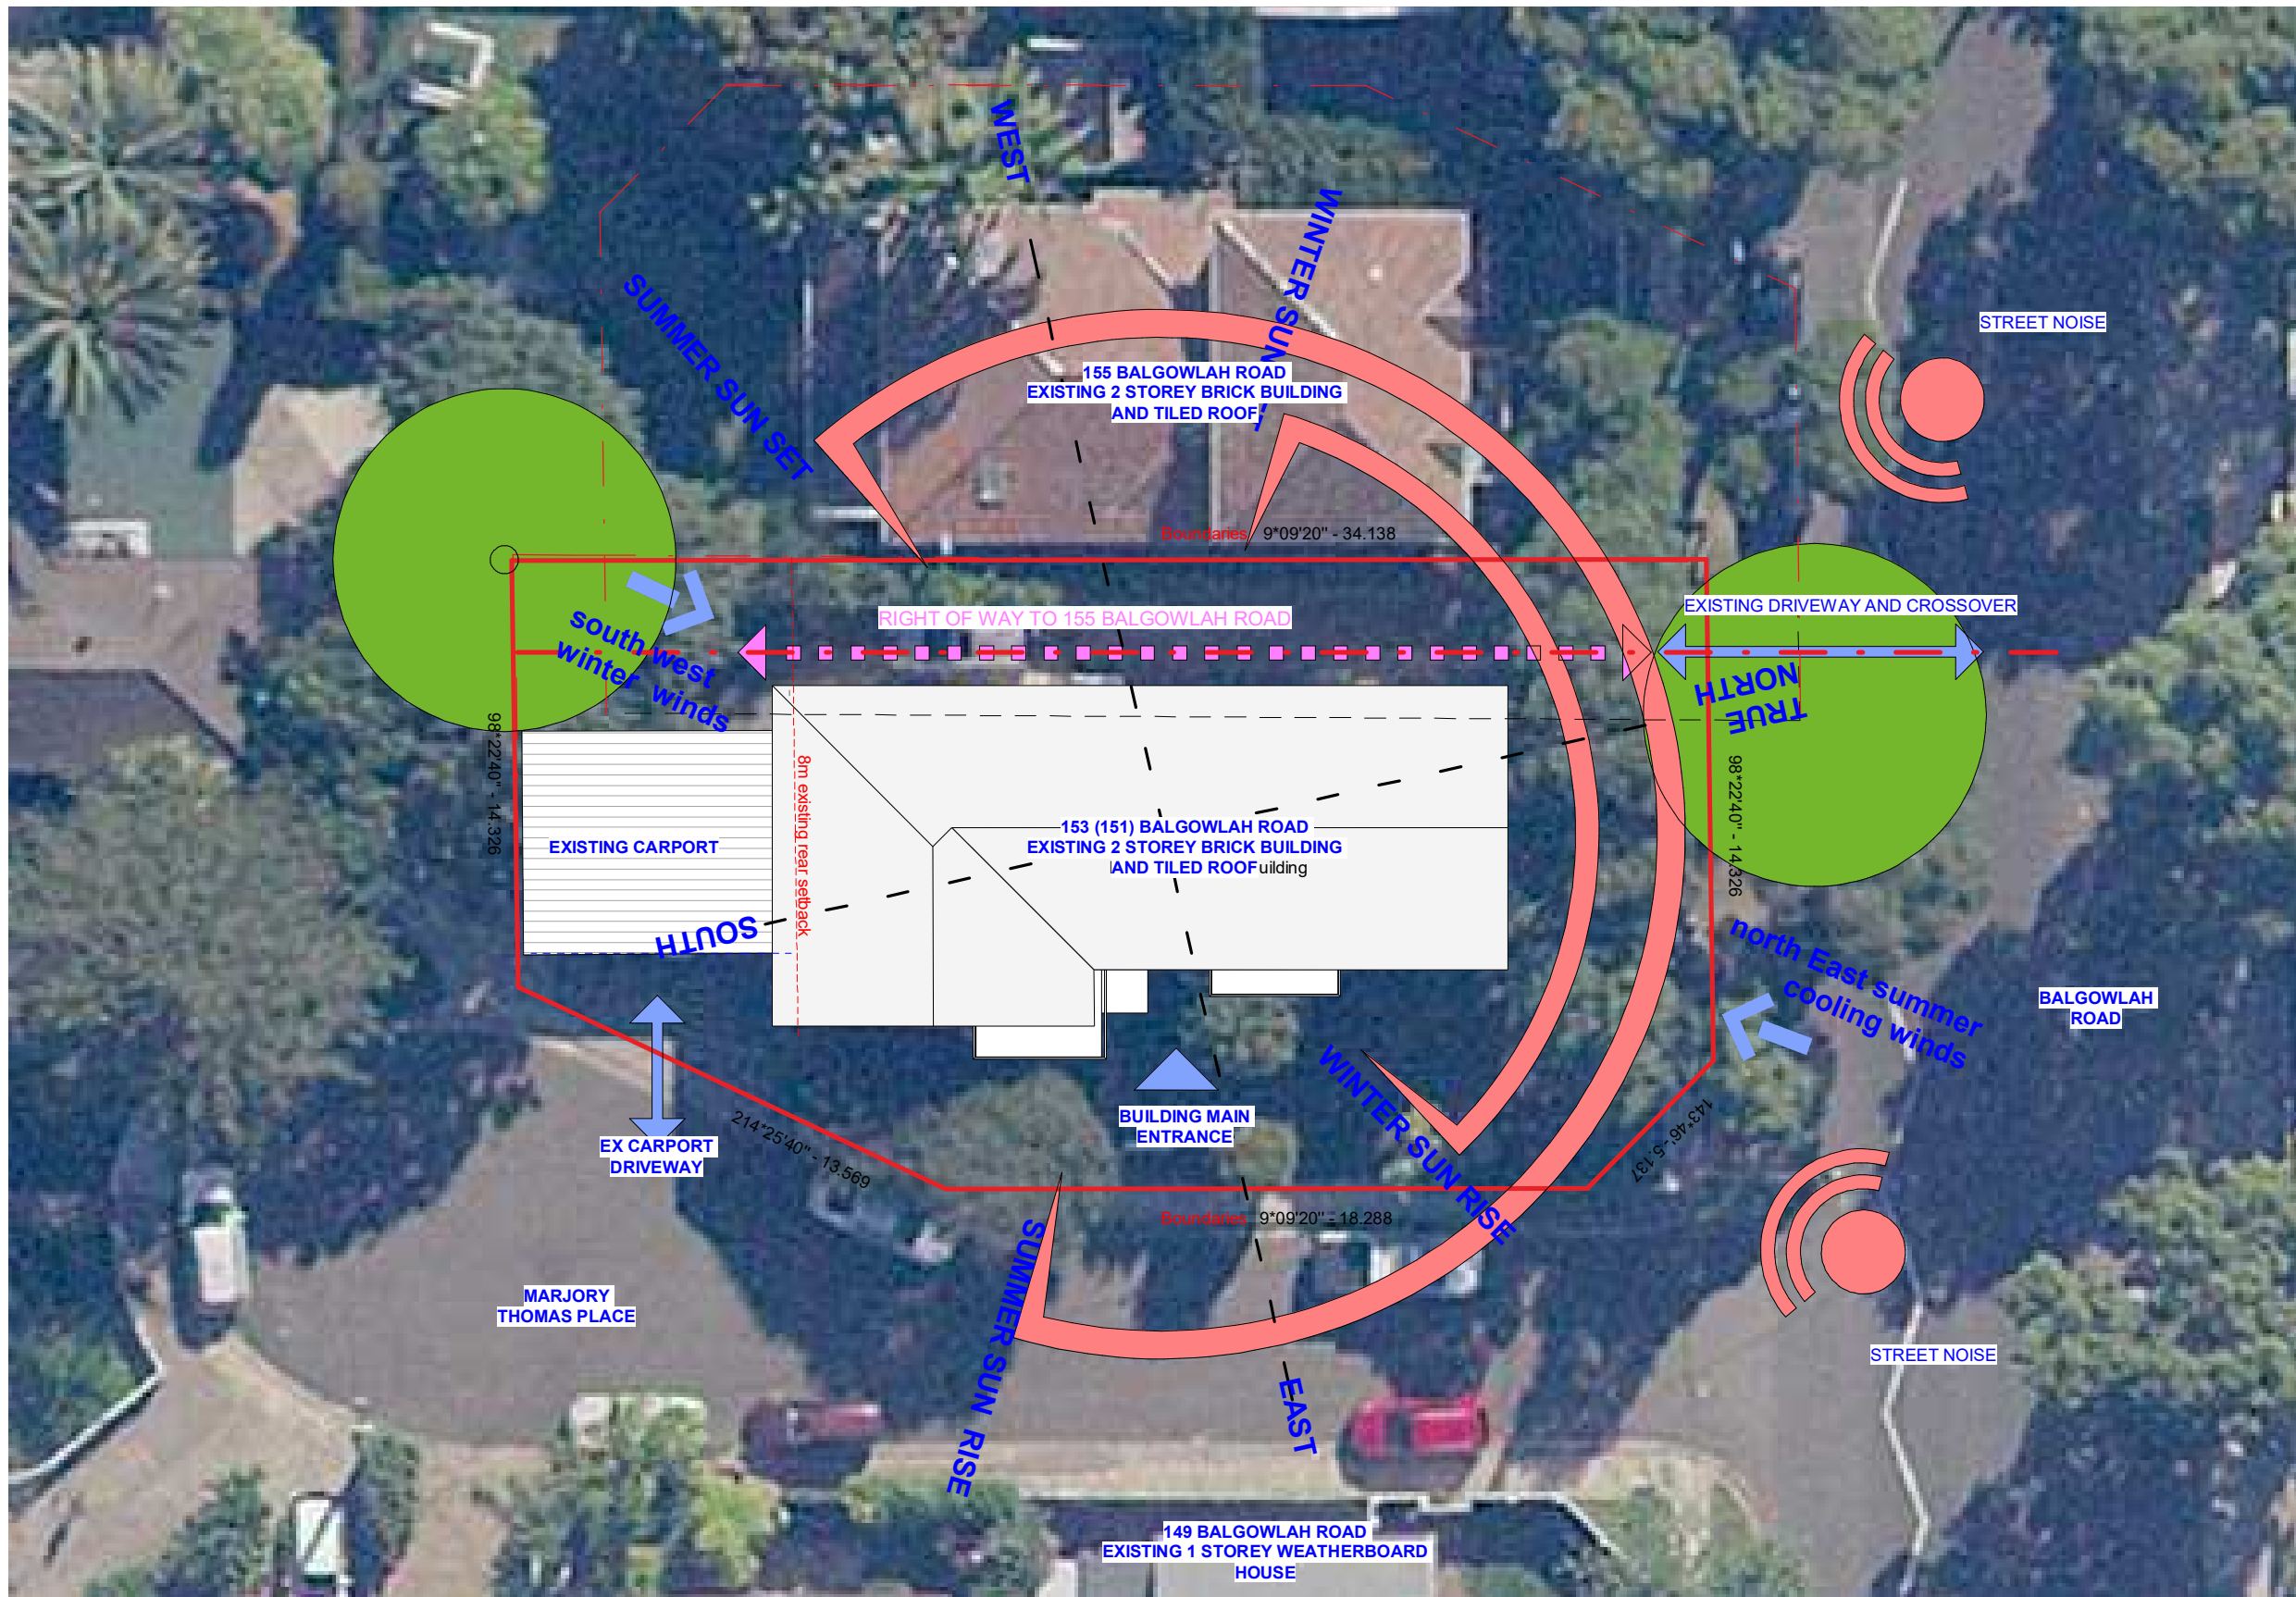 WEST
WINTER SUN
SUMMER SUN SET
STREET NOISE
155 BALGOWLAH ROAD
EXISTING 2 STOREY BRICK BUILDING
AND TILED ROOF
Boundaries 9°09'20" - 34.138
RIGHT OF WAY TO 155 BALGOWLAH ROAD
EXISTING DRIVEWAY AND CROSSOVER
south west
winter winds
TRUE
NORTH
98°22'40" - 14.326
8m existing rear setback
98°22'40" - 14.326
EXISTING CARPORT
153 (151) BALGOWLAH ROAD
EXISTING 2 STOREY BRICK BUILDING
AND TILED ROOF uilding
SOUTH
north East summer
cooling winds
BALGOWLAH
ROAD
WINTER SUN RISE
BUILDING MAIN
ENTRANCE
EX CARPORT
DRIVEWAY
214°25'40" - 13.569
143°46'-5.137
Boundaries 9°09'20" - 18.288
SUMMER SUN RISE
MARJORY
THOMAS PLACE
STREET NOISE
EAST
149 BALGOWLAH ROAD
EXISTING 1 STOREY WEATHERBOARD
HOUSE